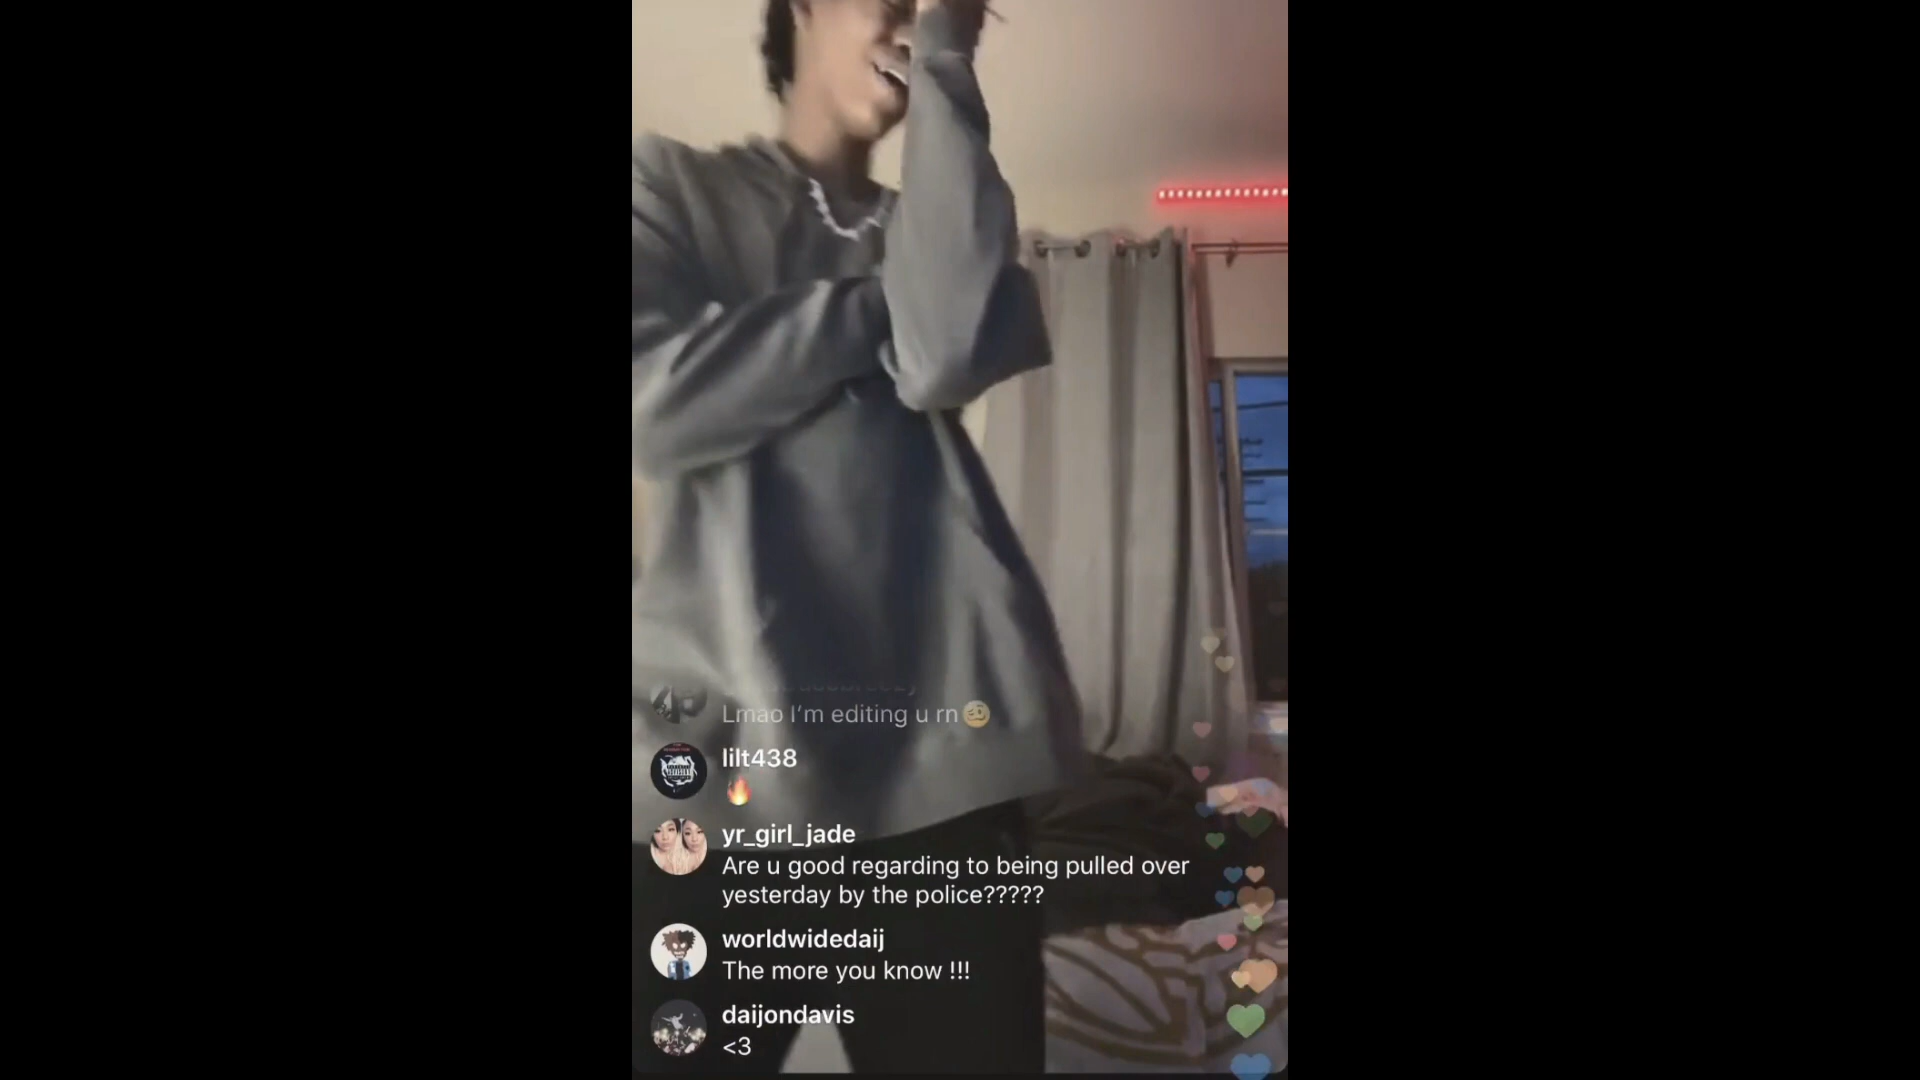 Lmao I'm editing u rn🥴
lilt438
🔥
yr_girl_jade
Are u good regarding to being pulled over
yesterday by the police?????
worldwidedaij
The more you know !!!
daijondavis
<3